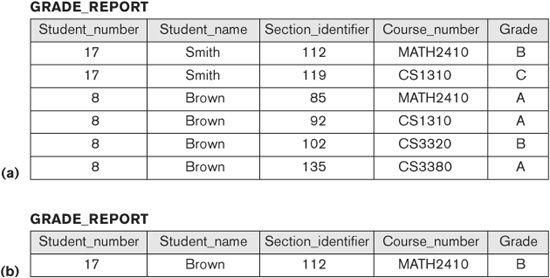 GRADE_REPORT
Student_number Student_name Section_identifier Course_number Grade
17 Smith 112 MATH2410 B
17 Smith 119 CS1310 C
8 Brown 85 MATH2410 A
8 Brown 92 CS1310 A
8 Brown 102 CS3320 B
(a) 8 Brown 135 CS3380 A
GRADE_REPORT
Student_number Student_name Section_identifier Course_number Grade
(b) 17 Brown 112 MATH2410 B